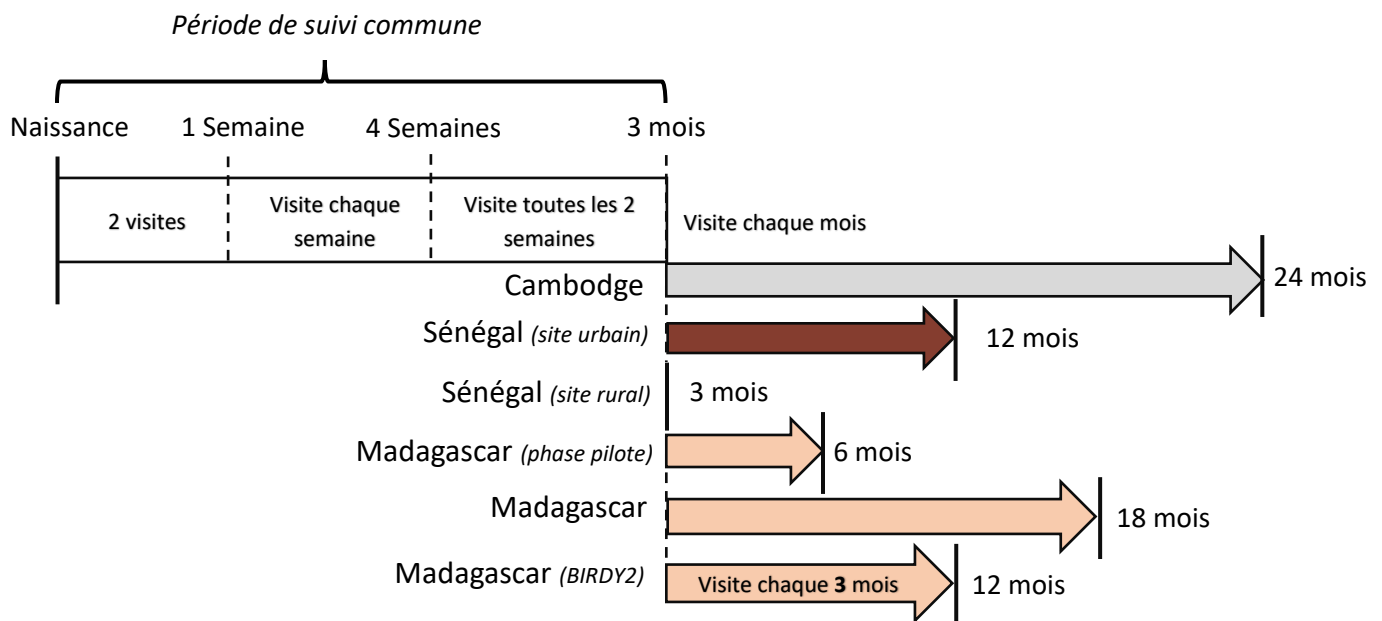 Période de suivi commune
Naissance 1 Semaine 4 Semaines 3 mois
2 visites
Visite chaque
semaine
Visite toutes les 2
semaines
Visite chaque mois
Cambodge
24 mois
Sénégal (site urbain)
12 mois
Sénégal (site rural)
3 mois
Madagascar (phase pilote)
6 mois
Madagascar
18 mois
Madagascar (BIRDY2)
Visite chaque 3 mois
12 mois